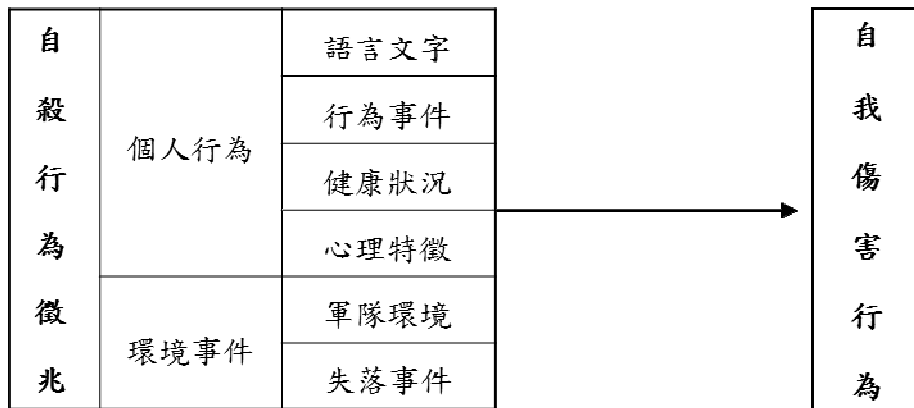 自殺行為徵兆
個人行為
語言文字
行為事件
健康狀況
心理特徵
環境事件
軍隊環境
失落事件
自我傷害行為